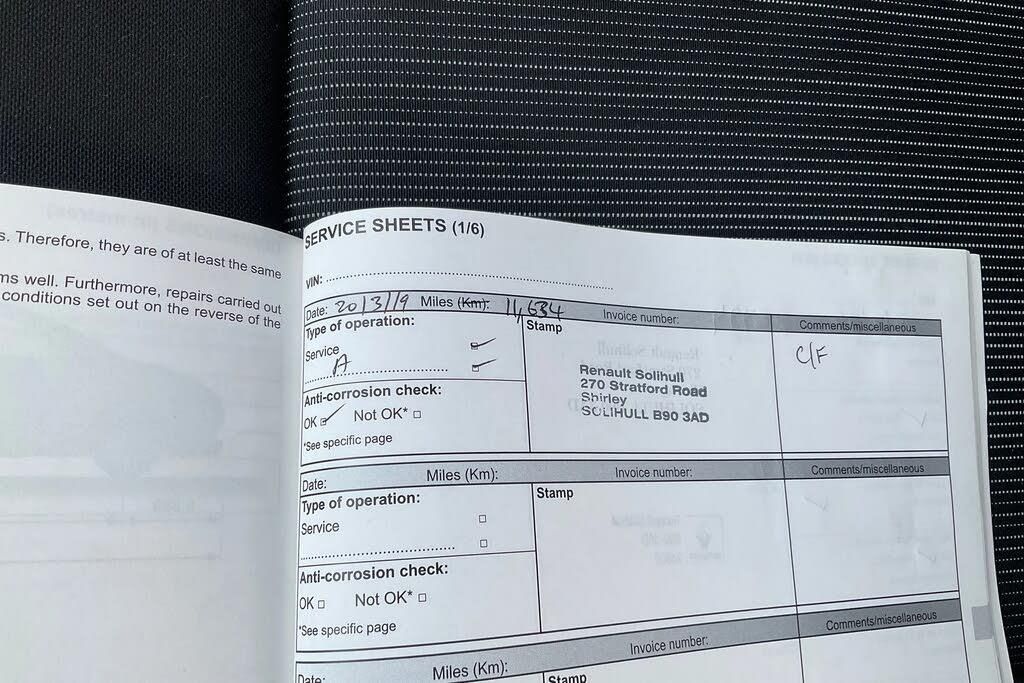 s. Therefore, they are of at least the same
ms well. Furthermore, repairs carried out
conditions set out on the reverse of the
SERVICE SHEETS (1/6)
VIN:
Date: 20/3/19 Miles (Km): 11,634 Invoice number: Comments/miscellaneous
Type of operation:
Stamp
C/F
Service
A
Renault Solihull
270 Stratford Road
Shirley
SOLIHULL B90 3AD
Anti-corrosion check:
OK Not OK*
*See specific page
Date: Miles (Km): Invoice number: Comments/miscellaneous
Type of operation:
Stamp
Service
Anti-corrosion check:
OK Not OK*
*See specific page
Date: Miles (Km): Invoice number: Comments/miscellaneous
Stamp